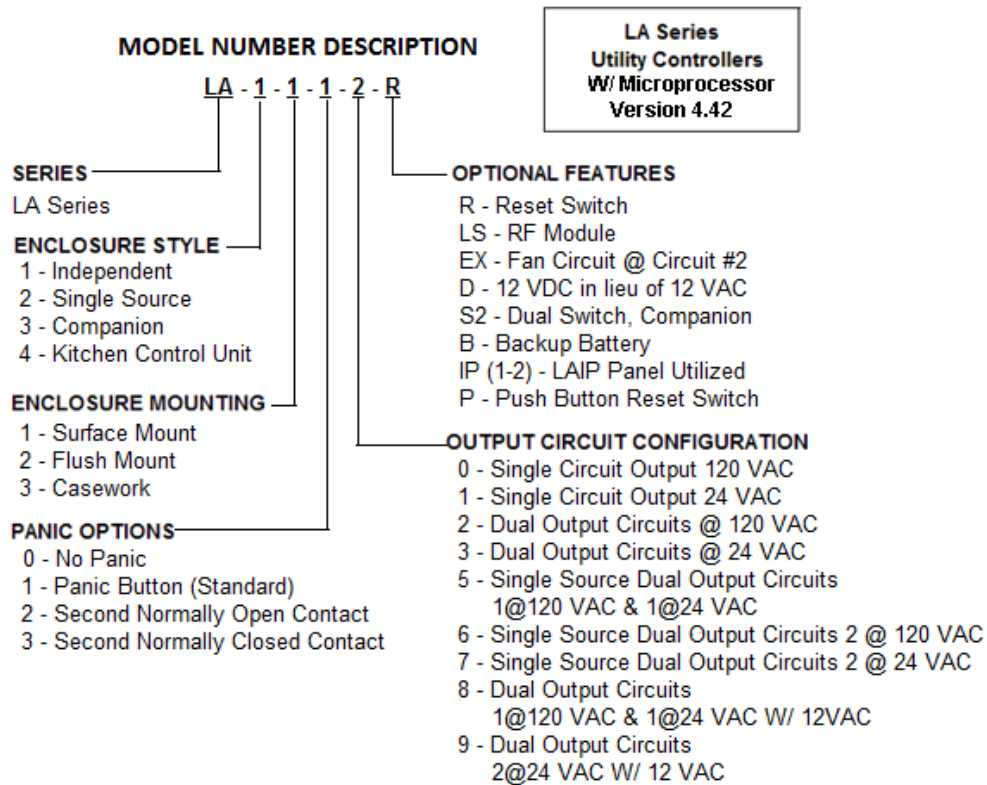 MODEL NUMBER DESCRIPTION
LA - 1 - 1 - 1 - 2 - R
LA Series
Utility Controllers
W/ Microprocessor
Version 4.42
SERIES
LA Series
ENCLOSURE STYLE
1 - Independent
2 - Single Source
3 - Companion
4 - Kitchen Control Unit
ENCLOSURE MOUNTING
1 - Surface Mount
2 - Flush Mount
3 - Casework
PANIC OPTIONS
0 - No Panic
1 - Panic Button (Standard)
2 - Second Normally Open Contact
3 - Second Normally Closed Contact
OPTIONAL FEATURES
R - Reset Switch
LS - RF Module
EX - Fan Circuit @ Circuit #2
D - 12 VDC in lieu of 12 VAC
S2 - Dual Switch, Companion
B - Backup Battery
IP (1-2) - LAIP Panel Utilized
P - Push Button Reset Switch
OUTPUT CIRCUIT CONFIGURATION
0 - Single Circuit Output 120 VAC
1 - Single Circuit Output 24 VAC
2 - Dual Output Circuits @ 120 VAC
3 - Dual Output Circuits @ 24 VAC
5 - Single Source Dual Output Circuits
1@120 VAC & 1@24 VAC
6 - Single Source Dual Output Circuits 2 @ 120 VAC
7 - Single Source Dual Output Circuits 2 @ 24 VAC
8 - Dual Output Circuits
1@120 VAC & 1@24 VAC W/ 12VAC
9 - Dual Output Circuits
2@24 VAC W/ 12 VAC